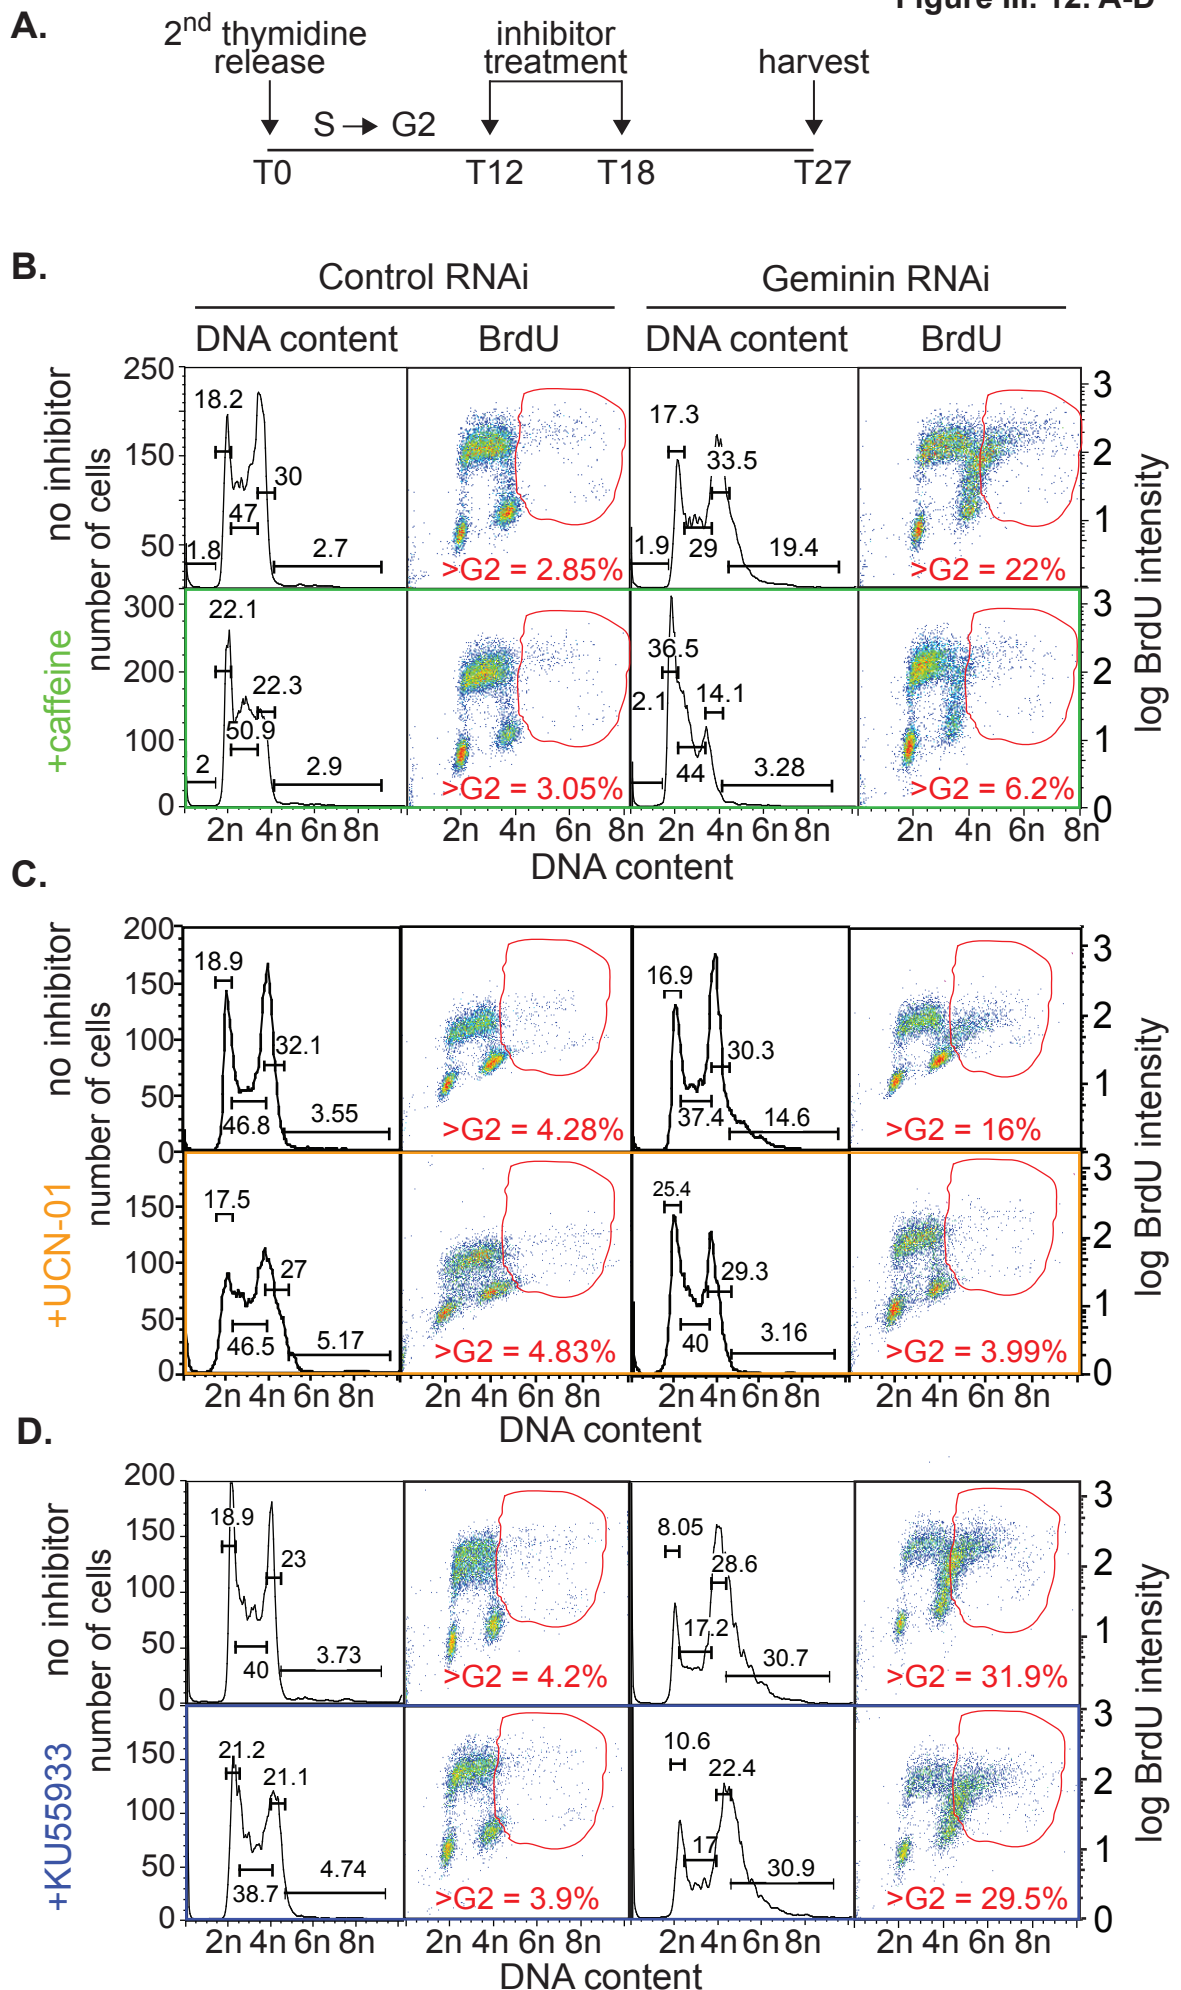 Figure III. 12. A-D
A.
2nd thymidine release
inhibitor treatment
harvest
S → G2
T0 T12 T18 T27
B.
Control RNAi Geminin RNAi
DNA content BrdU DNA content BrdU
no inhibitor
number of cells
250
150
50
18.2
30
47
1.8
2.7
>G2 = 2.85%
17.3
33.5
1.9
29
19.4
>G2 = 22%
3
2
1
log BrdU intensity
+caffeine
300
200
100
0
22.1
22.3
50.9
2
2.9
>G2 = 3.05%
36.5
2.1
14.1
44
3.28
>G2 = 6.2%
3
2
1
0
2n 4n 6n 8n 2n 4n 6n 8n 2n 4n 6n 8n 2n 4n 6n 8n
DNA content
C.
no inhibitor
number of cells
200
150
100
50
0
18.9
32.1
46.8
3.55
>G2 = 4.28%
16.9
30.3
37.4
14.6
>G2 = 16%
3
2
1
log BrdU intensity
+UCN-01
150
100
50
0
17.5
27
46.5
5.17
>G2 = 4.83%
25.4
29.3
40
3.16
>G2 = 3.99%
3
2
1
0
2n 4n 6n 8n 2n 4n 6n 8n 2n 4n 6n 8n 2n 4n 6n 8n
DNA content
D.
no inhibitor
number of cells
200
150
100
50
0
18.9
23
40
3.73
>G2 = 4.2%
8.05
28.6
17.2
30.7
>G2 = 31.9%
3
2
1
log BrdU intensity
+KU55933
150
100
50
0
21.2
21.1
38.7
4.74
>G2 = 3.9%
10.6
22.4
17
30.9
>G2 = 29.5%
3
2
1
0
2n 4n 6n 8n 2n 4n 6n 8n 2n 4n 6n 8n 2n 4n 6n 8n
DNA content